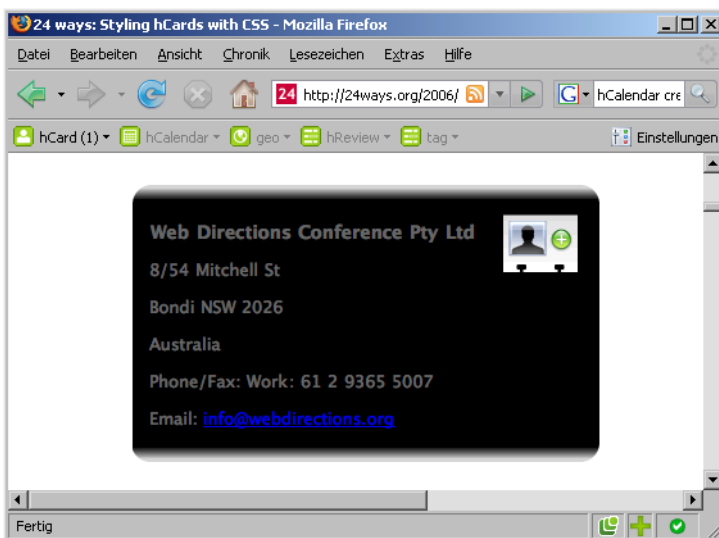 24 ways: Styling hCards with CSS - Mozilla Firefox
Datei Bearbeiten Ansicht Chronik Lesezeichen Extras Hilfe
24 http://24ways.org/2006/ G hCalendar cre
hCard (1) hCalendar geo hReview tag Einstellungen
Web Directions Conference Pty Ltd
8/54 Mitchell St
Bondi NSW 2026
Australia
Phone/Fax: Work: 61 2 9365 5007
Email: info@webdirections.org
Fertig